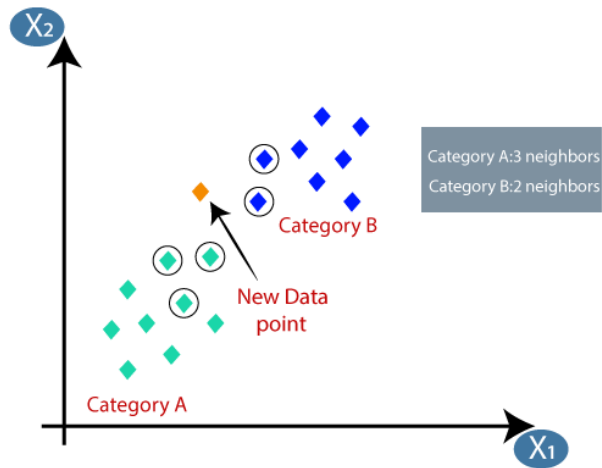 X2
Category A:3 neighbors
Category B:2 neighbors
Category B
New Data
point
Category A
X1